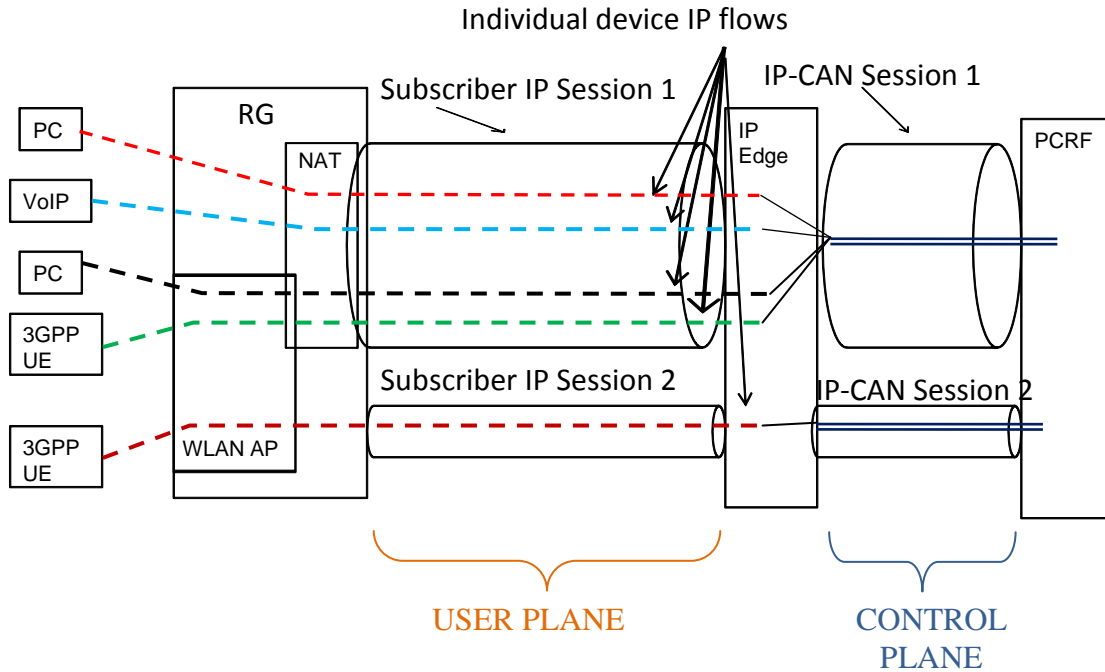 Individual device IP flows
Subscriber IP Session 1
IP-CAN Session 1
RG
PC
NAT
IP
Edge
PCRF
VoIP
PC
3GPP
UE
Subscriber IP Session 2
IP-CAN Session 2
3GPP
UE
WLAN AP
USER PLANE
CONTROL
PLANE